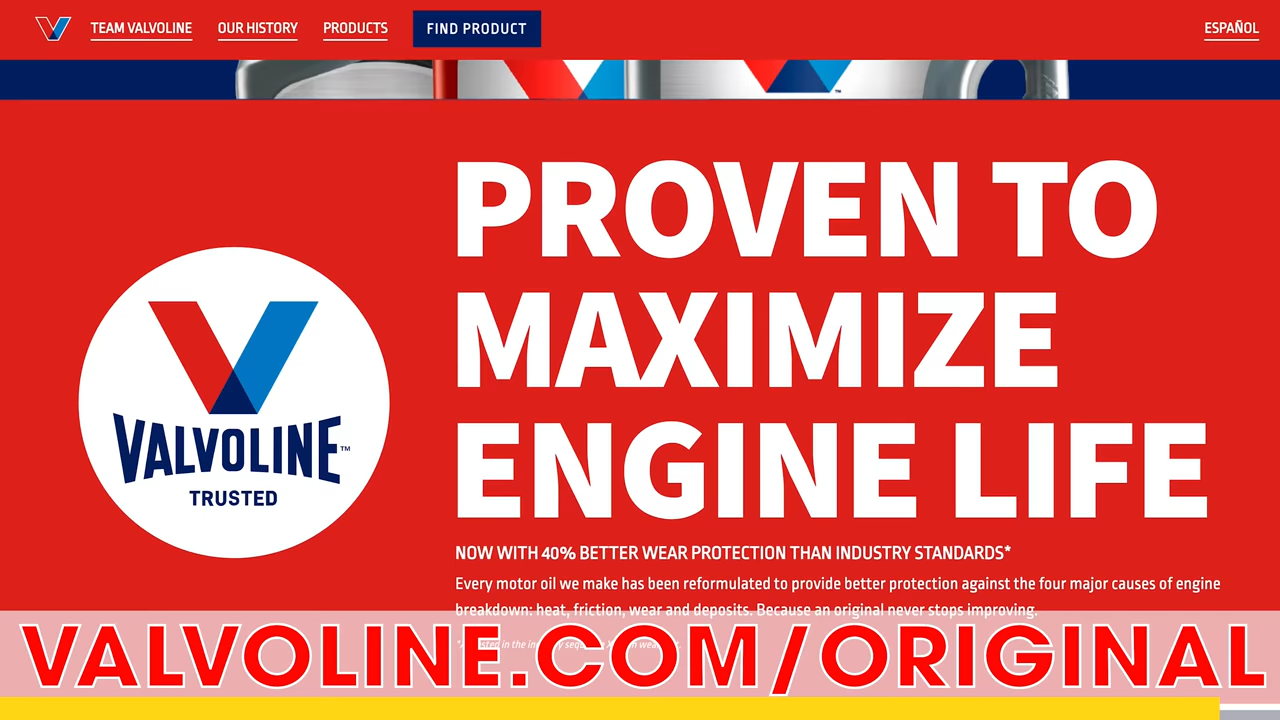 TEAM VALVOLINE
OUR HISTORY
PRODUCTS
FIND PRODUCT
ESPAÑOL
PROVEN TO
MAXIMIZE
ENGINE LIFE
VALVOLINE™
TRUSTED
NOW WITH 40% BETTER WEAR PROTECTION THAN INDUSTRY STANDARDS*
Every motor oil we make has been reformulated to provide better protection against the four major causes of engine
breakdown: heat, friction, wear and deposits. Because an original never stops improving.
in the
VALVOLINE.COM/ORIGINAL